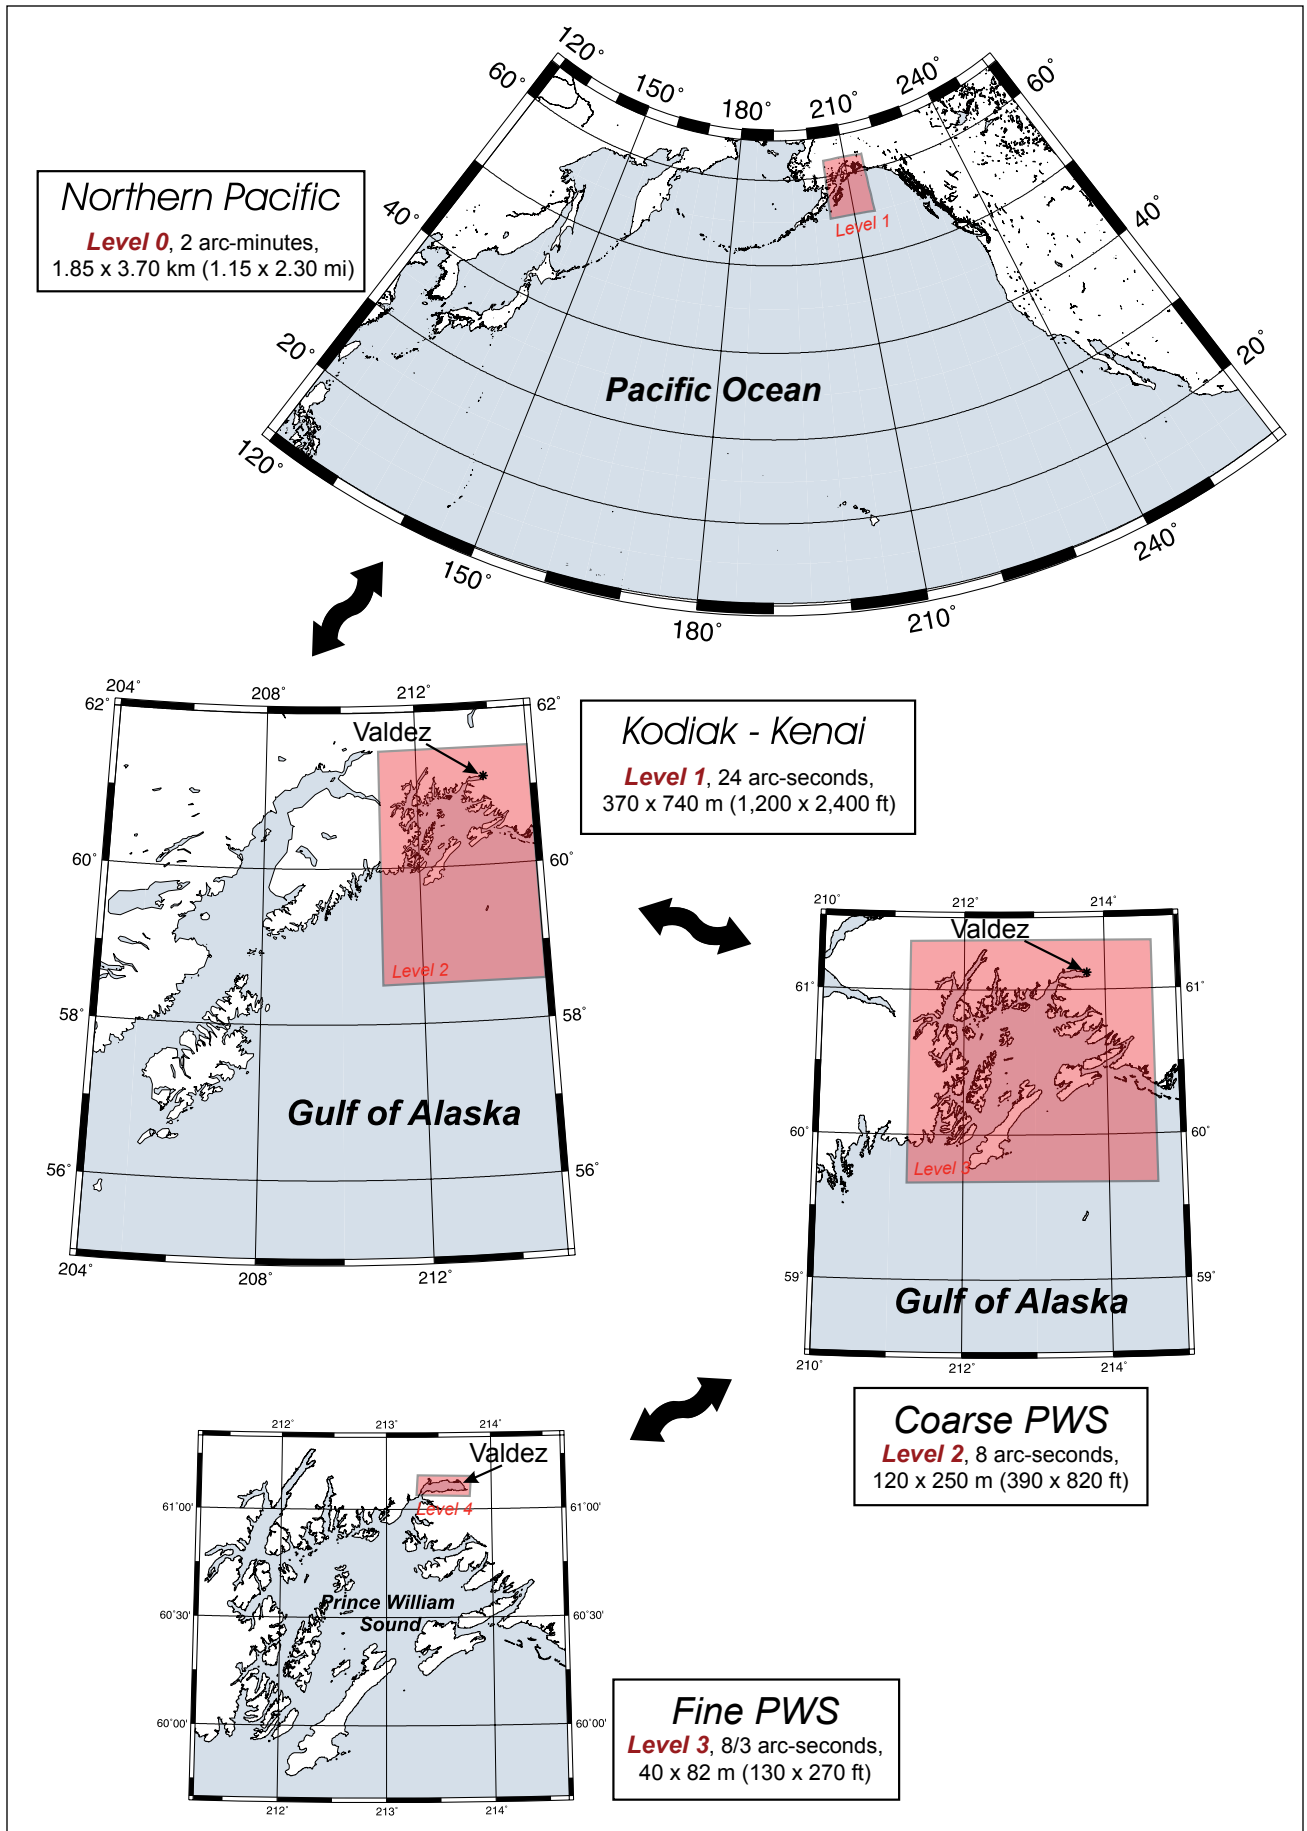 120˚
150˚
180˚
210˚
240˚
60˚
60˚
40˚
40˚
20˚
20˚
120˚
150˚
180˚
210˚
240˚
Level 1
Pacific Ocean
Northern Pacific
Level 0, 2 arc-minutes,
1.85 x 3.70 km (1.15 x 2.30 mi)
204˚
208˚
212˚
62˚
62˚
Valdez
60˚
60˚
Level 2
58˚
58˚
Gulf of Alaska
56˚
56˚
204˚
208˚
212˚
Kodiak - Kenai
Level 1, 24 arc-seconds,
370 x 740 m (1,200 x 2,400 ft)
210˚
212˚
214˚
Valdez
61˚
61˚
60˚
60˚
Level 3
59˚
59˚
Gulf of Alaska
210˚
212˚
214˚
Coarse PWS
Level 2, 8 arc-seconds,
120 x 250 m (390 x 820 ft)
212˚
213˚
214˚
Valdez
61˚00'
61˚00'
Level 4
Prince William
Sound
60˚30'
60˚30'
60˚00'
60˚00'
212˚
213˚
214˚
Fine PWS
Level 3, 8/3 arc-seconds,
40 x 82 m (130 x 270 ft)